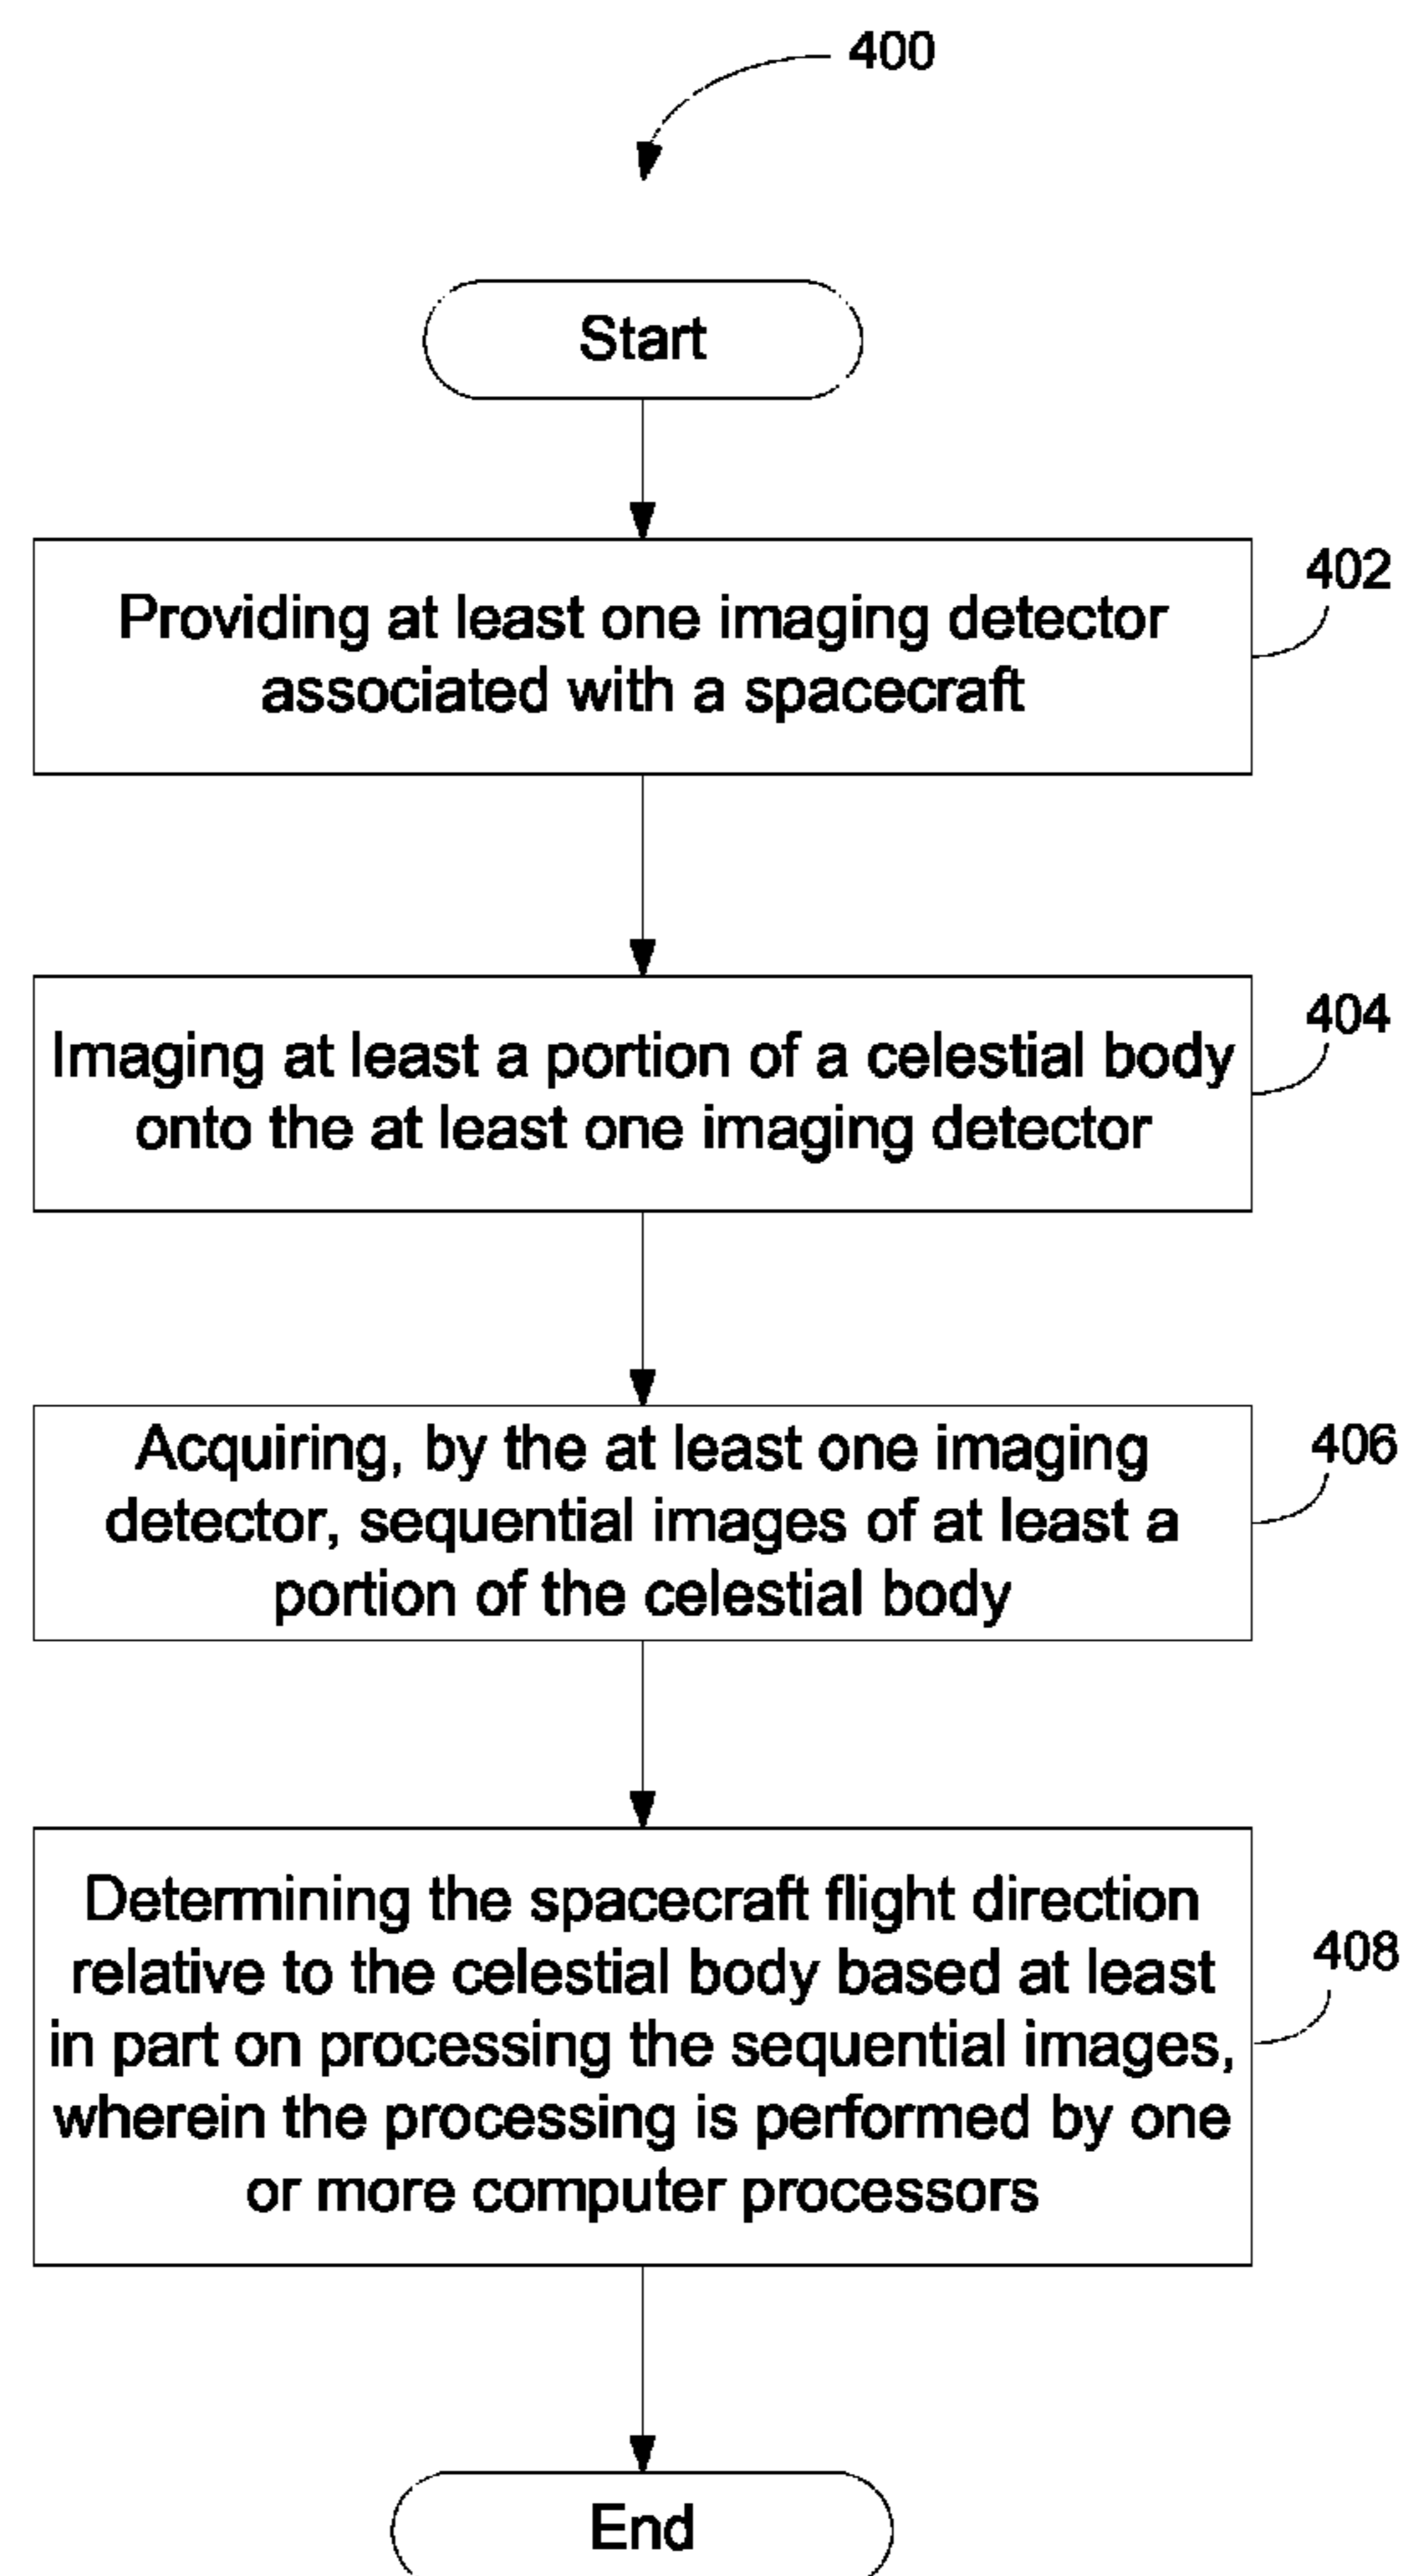 400
Start
402
Providing at least one imaging detector
associated with a spacecraft
404
Imaging at least a portion of a celestial body
onto the at least one imaging detector
406
Acquiring, by the at least one imaging
detector, sequential images of at least a
portion of the celestial body
408
Determining the spacecraft flight direction
relative to the celestial body based at least
in part on processing the sequential images,
wherein the processing is performed by one
or more computer processors
End